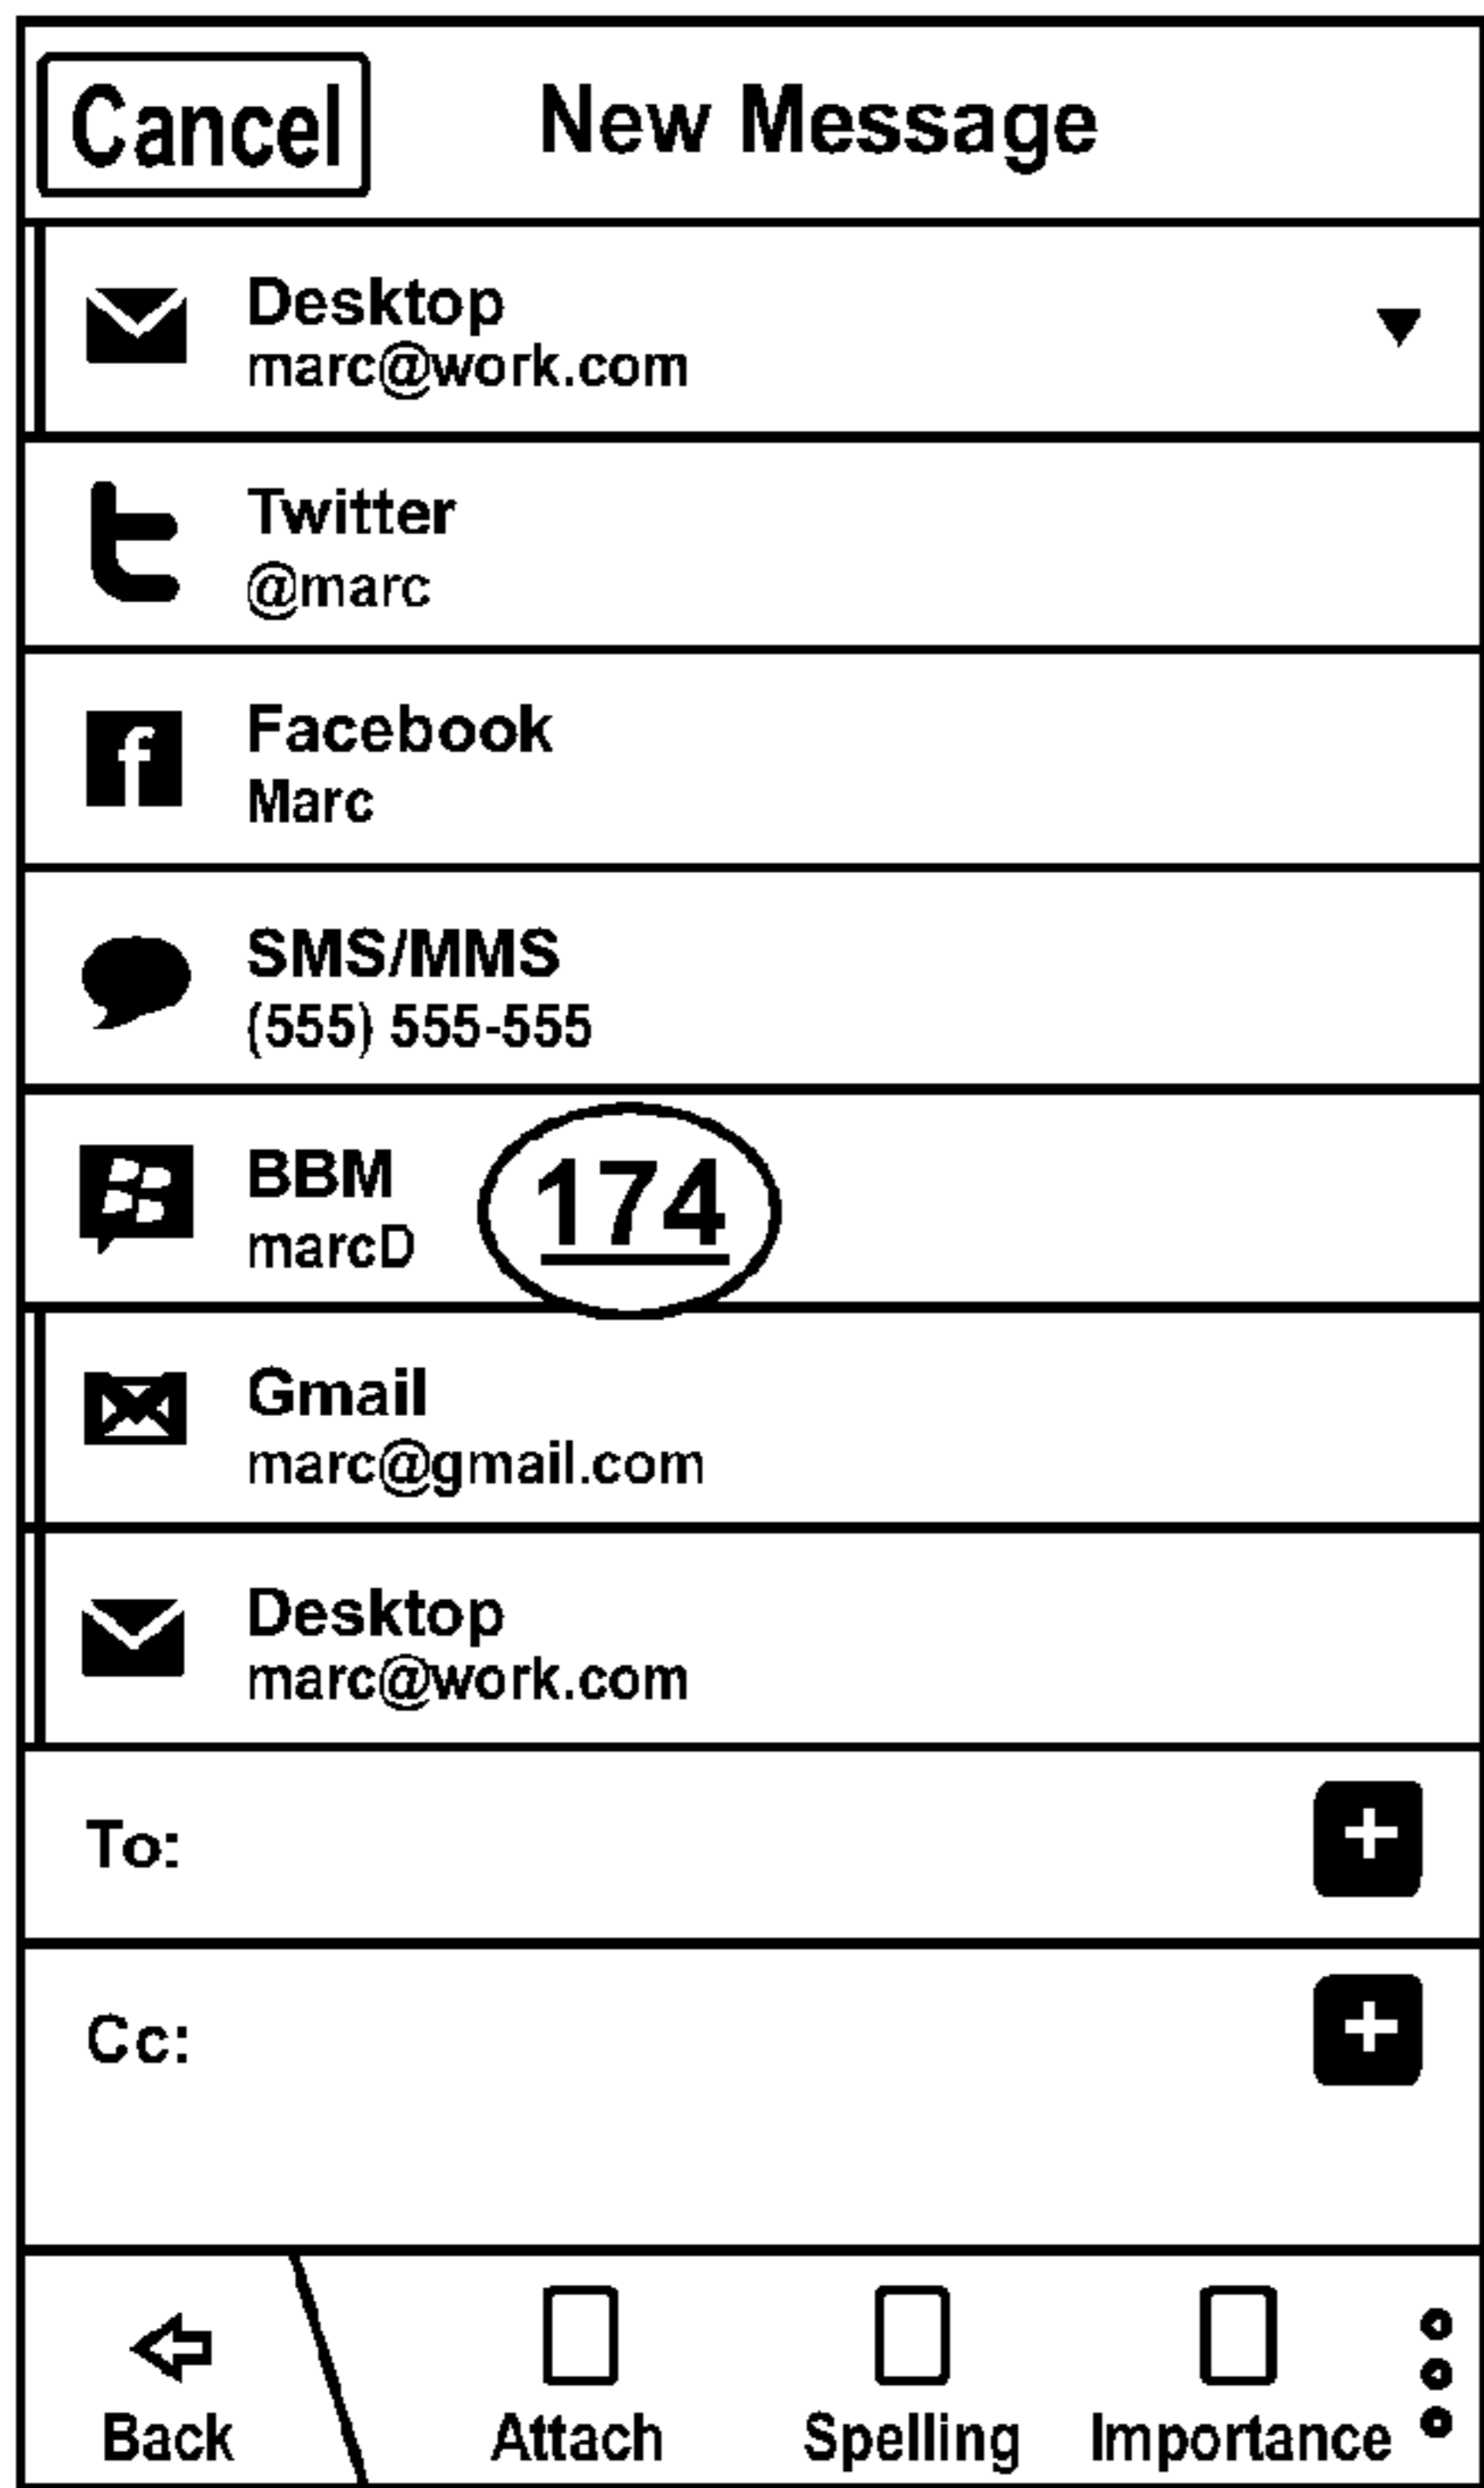 Cancel New Message
Desktop
marc@work.com
Twitter
@marc
Facebook
Marc
SMS/MMS
(555) 555-555
BBM
marcD
174
Gmail
marc@gmail.com
Desktop
marc@work.com
To:
Cc:
Back Attach Spelling Importance